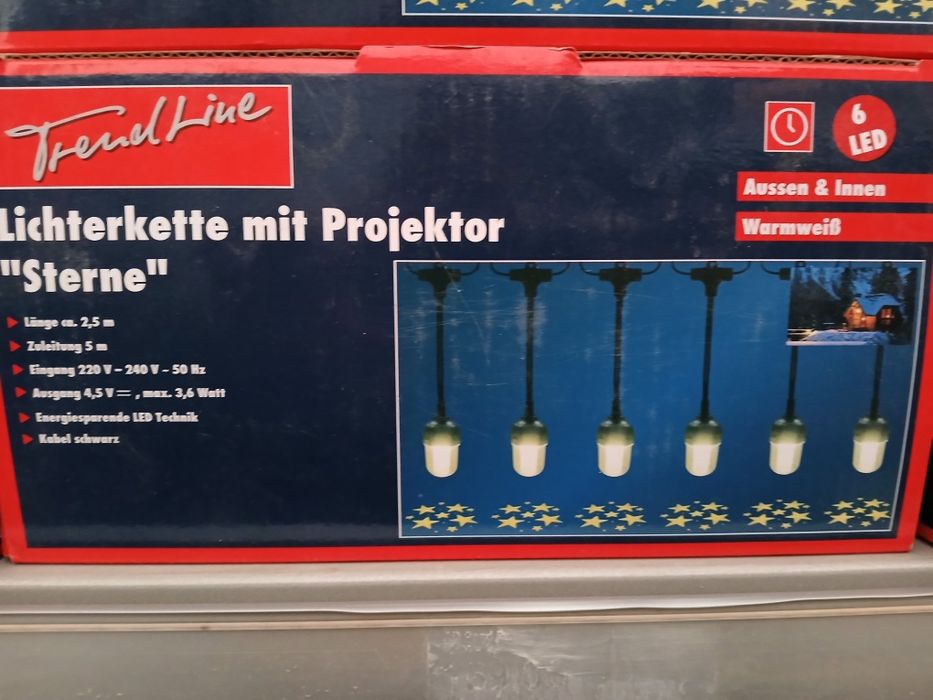 TrendLine
6
LED
Aussen & Innen
Warmweiß
Lichterkette mit Projektor
"Sterne"
Länge ca. 2,5 m
Zuleitung 5 m
Eingang 220 V – 240 V ~ 50 Hz
Ausgang 4,5 V ⎓ , max. 3,6 Watt
Energiesparende LED Technik
Kabel schwarz